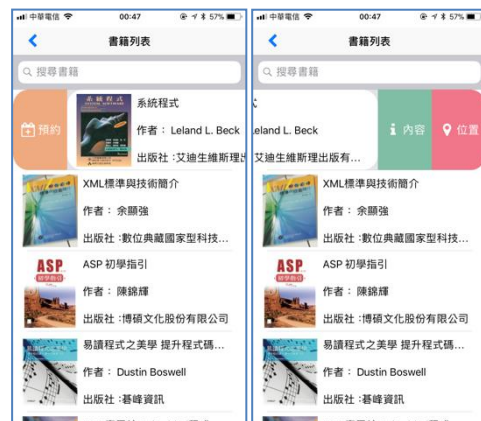 中華電信 00:47 57%
書籍列表
搜尋書籍
預約
系統程式
系統程式
作者： Leland L. Beck
出版社 :艾迪生維斯理出
XML標準與技術簡介
作者： 余顯強
出版社 :數位典藏國家型科技...
ASP
ASP 初學指引
作者： 陳錦輝
出版社 :博碩文化股份有限公司
易讀程式之美學 提升程式碼...
作者： Dustin Boswell
出版社 :碁峰資訊
中華電信 00:47 57%
書籍列表
搜尋書籍
eland L. Beck
艾迪生維斯理出版有...
內容
位置
XML標準與技術簡介
作者： 余顯強
出版社 :數位典藏國家型科技...
ASP
ASP 初學指引
作者： 陳錦輝
出版社 :博碩文化股份有限公司
易讀程式之美學 提升程式碼...
作者： Dustin Boswell
出版社 :碁峰資訊